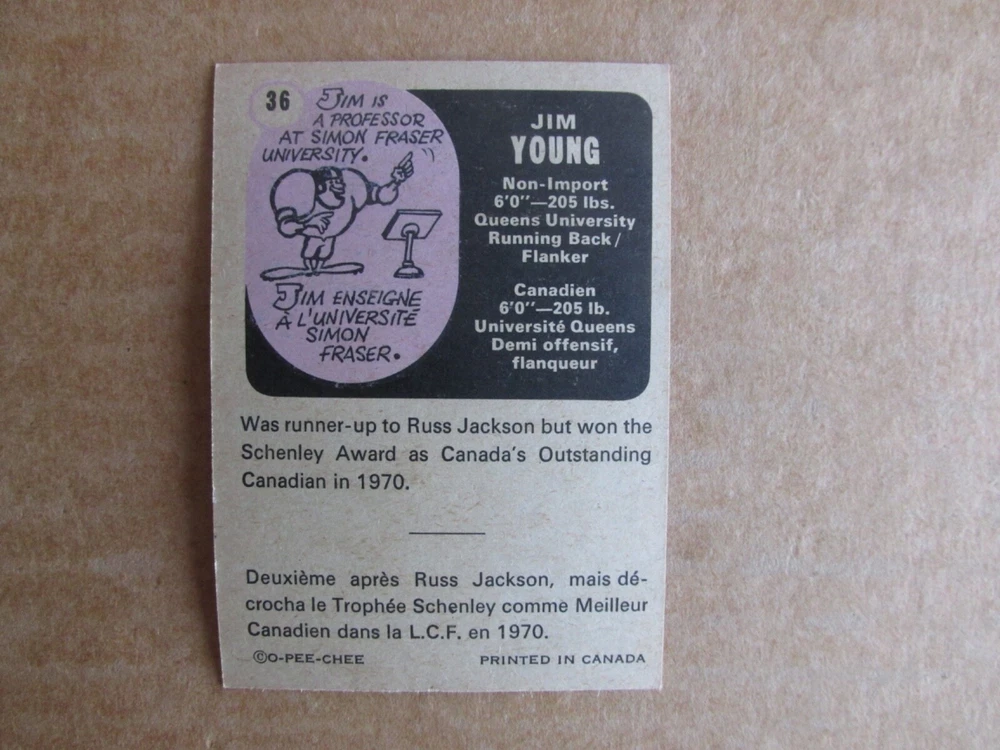 36
JIM IS
A PROFESSOR
AT SIMON FRASER
UNIVERSITY.
JIM ENSEIGNE
À L'UNIVERSITÉ
SIMON
FRASER.
JIM
YOUNG
Non-Import
6'0"—205 lbs.
Queens University
Running Back/
Flanker
Canadien
6'0"—205 lb.
Université Queens
Demi offensif,
flanqueur
Was runner-up to Russ Jackson but won the
Schenley Award as Canada's Outstanding
Canadian in 1970.
Deuxième après Russ Jackson, mais dé-
crocha le Trophée Schenley comme Meilleur
Canadien dans la L.C.F. en 1970.
©O-PEE-CHEE PRINTED IN CANADA